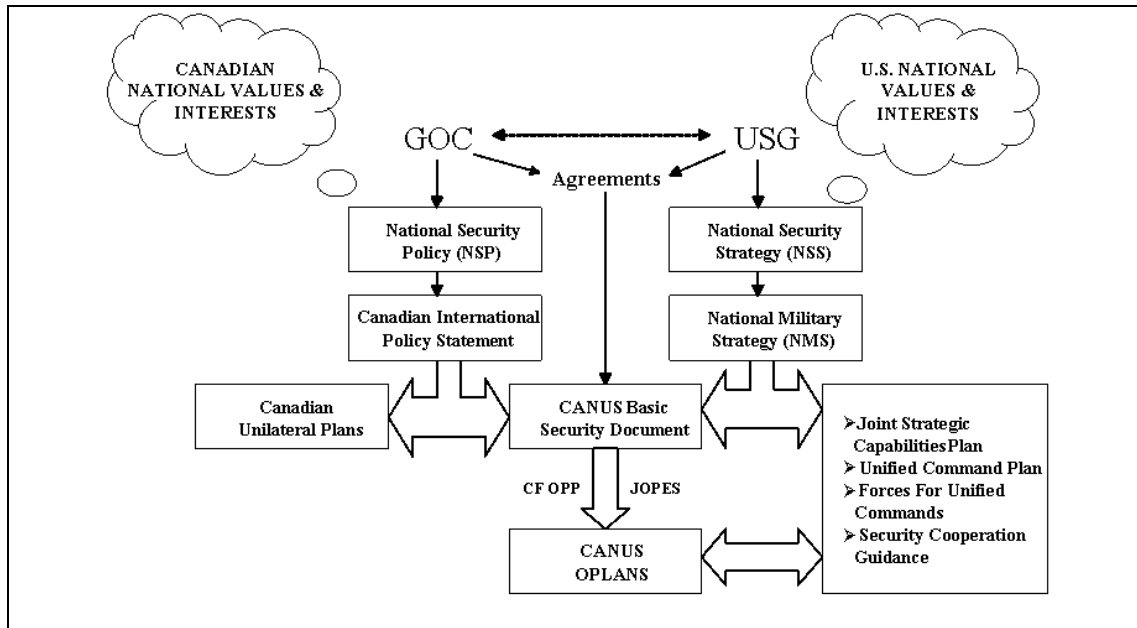 CANADIAN
NATIONAL VALUES &
INTERESTS
U.S. NATIONAL
VALUES &
INTERESTS
GOC
USG
Agreements
National Security
Policy (NSP)
National Security
Strategy (NSS)
Canadian International
Policy Statement
National Military
Strategy (NMS)
Canadian
Unilateral Plans
CANUS Basic
Security Document
➢Joint Strategic
CapabilitiesPlan
➢Unified Command Plan
➢Forces For Unified
Commands
➢Security Cooperation
Guidance
CF OPP
JOPES
CANUS
OPLANS